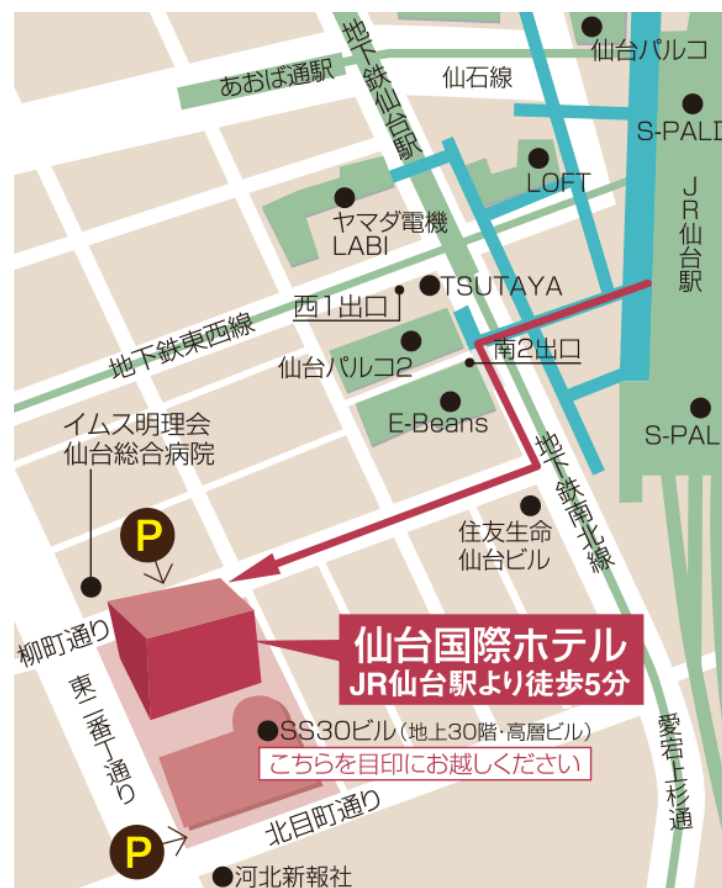 仙台パルコ
地下鉄仙台駅
あおば通駅
仙石線
S-PALⅡ
LOFT
JR仙台駅
ヤマダ電機
LABI
TSUTAYA
西1出口
地下鉄東西線
仙台パルコ2
南2出口
E-Beans
S-PAL
イムス明理会
仙台総合病院
地下鉄南北線
P
住友生命
仙台ビル
柳町通り
仙台国際ホテル
JR仙台駅より徒歩5分
東二番丁通り
SS30ビル(地上30階・高層ビル)
こちらを目印にお越しください
愛宕上杉通
北目町通り
P
河北新報社